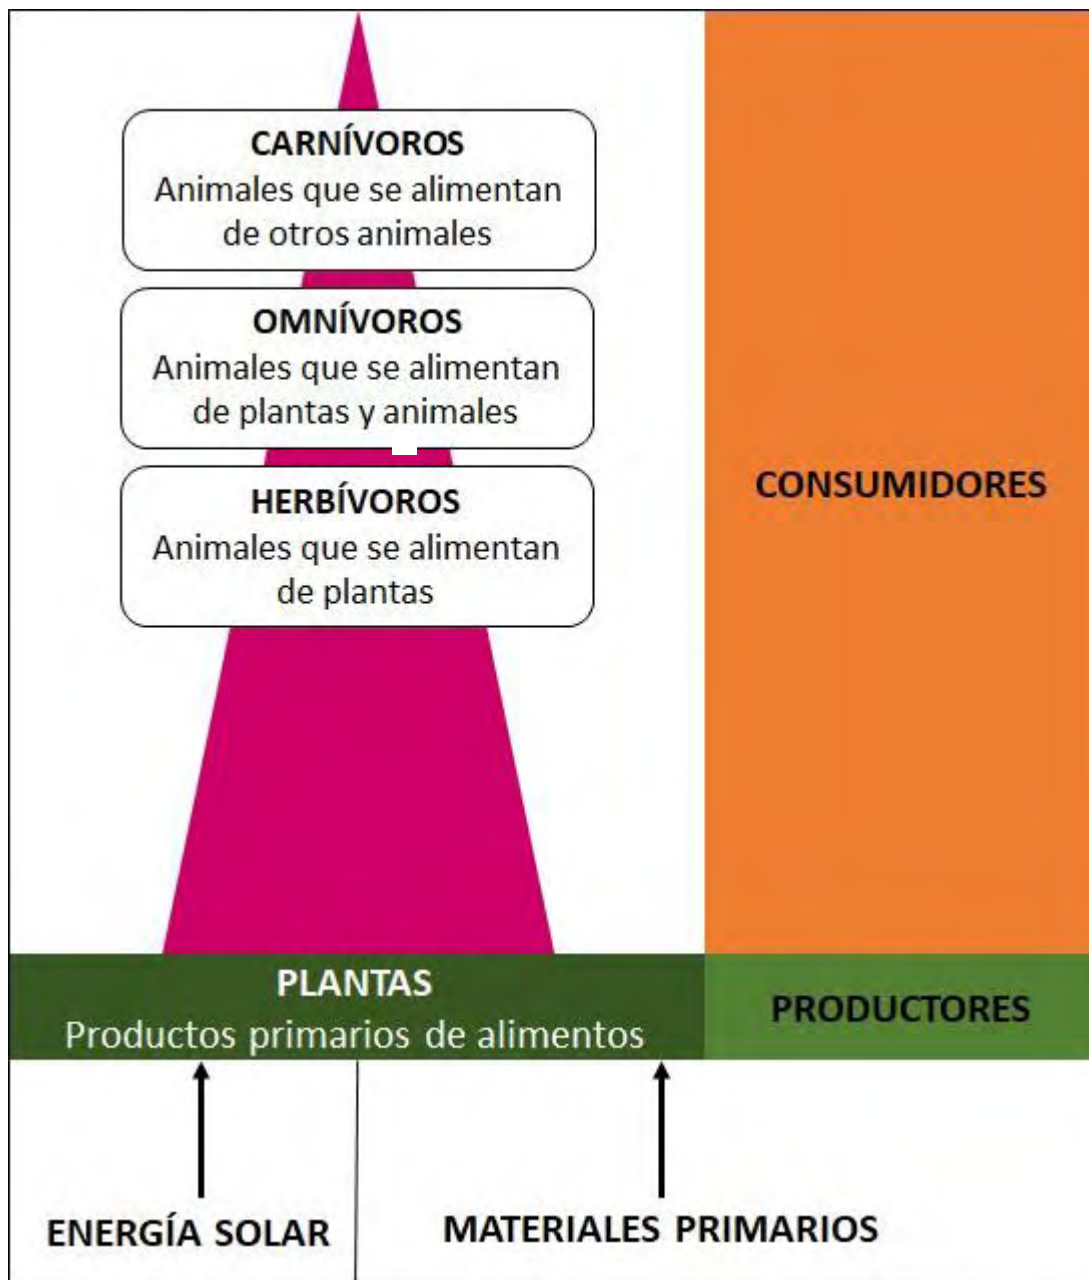 CARNÍVOROS
Animales que se alimentan
de otros animales
OMNÍVOROS
Animales que se alimentan
de plantas y animales
HERBÍVOROS
Animales que se alimentan
de plantas
CONSUMIDORES
PLANTAS
Productos primarios de alimentos
PRODUCTORES
ENERGÍA SOLAR
MATERIALES PRIMARIOS